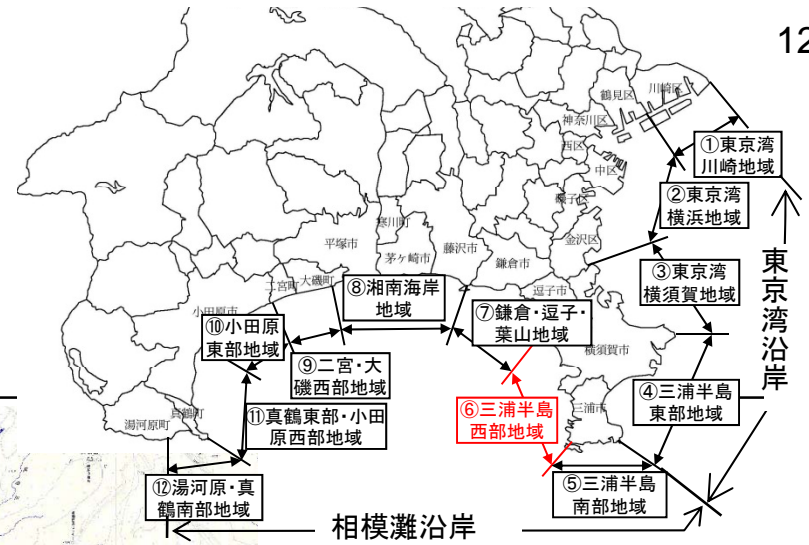 12
川崎区
鶴見区
神奈川区
西区
中区
磯子区
金沢区
①東京湾
川崎地域
②東京湾
横浜地域
③東京湾
横須賀地域
東京湾沿岸
寒川町
平塚市
茅ヶ崎市
藤沢市
鎌倉市
大磯町
二宮町
逗子市
小田原市
⑧湘南海岸
地域
⑦鎌倉・逗子・
葉山地域
⑩小田原
東部地域
⑨二宮・大
磯西部地域
横須賀市
④三浦半島
東部地域
⑥三浦半島
西部地域
三浦市
真鶴町
湯河原町
⑪真鶴東部・小田
原西部地域
⑫湯河原・真
鶴南部地域
⑤三浦半島
南部地域
相模灘沿岸